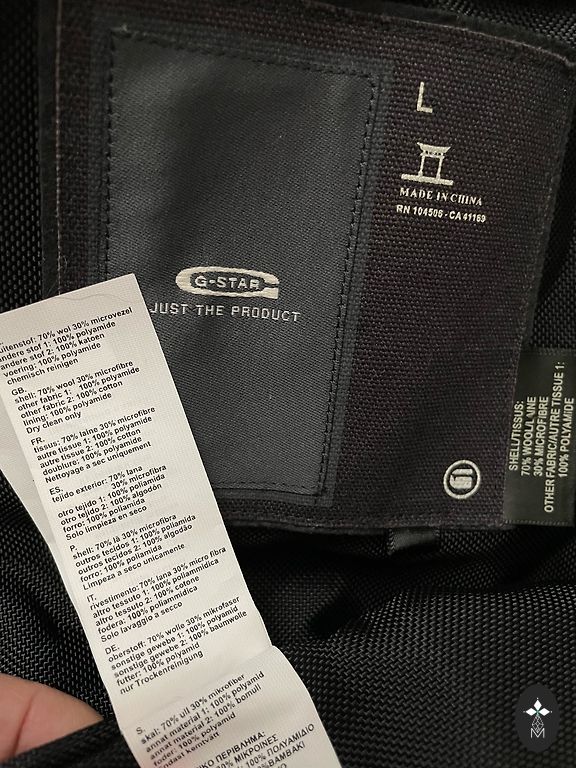 L
MADE IN CHINA
RN 104506 - CA 41169
G-STAR
JUST THE PRODUCT
buitenstof: 70% wol 30% microvezel
andere stof 1: 100% polyamide
andere stof 2: 100% katoen
voering: 100% polyamide
chemisch reinigen
GB.
shell: 70% wool 30% microfibre
other fabric 1: 100% polyamide
other fabric 2: 100% cotton
lining: 100% polyamide
Dry clean only
FR.
tissus: 70% laine 30% microfibre
autre tissue 1: 100% polyamide
autre tissue 2: 100% cotton
doublure: 100% polyamide
Nettoyage a sec uniquement
ES.
tejido exterior: 70% lana
30% microfibra
otro tejido 1: 100% poliamida
otro tejido 2: 100% algodón
forro: 100% poliamida
Solo limpieza en seco
P.
shell: 70% lã 30% microfibra
outros tecidos 1: 100% poliamida
outros tecidos 2: 100% algodão
forro: 100% poliamida
Limpeza a seco unicamente
IT.
rivestimento: 70% lana 30% micro fibra
altro tessuto 1: 100% poliammidica
altro tessuto 2: 100% cotone
fodera: 100% poliammidica
Solo lavaggio a secco
DE.
oberstoff: 70% wolle 30% mikrofaser
sonstige gewebe 1: 100% polyamid
sonstige gewebe 2: 100% baumwolle
futter: 100% polyamid
nur Trockenreinigung
S.
skal: 70% ull 30% mikrofiber
annat material 1: 100% polyamid
annat material 2: 100% bomull
foder: 100% polyamid
Endast kemtvätt
ΠΕΡΙΒΛΗΜΑ:
ΜΙΚΡΟΙΝΕΣ
100% ΠΟΛΥΑΜΙΔΙΟ
ΒΑΜΒΑΚΙ
SHELL/TISSUS:
70% WOOL/LAINE
30% MICROFIBRE
OTHER FABRIC/AUTRE TISSUE 1:
100% POLYAMIDE